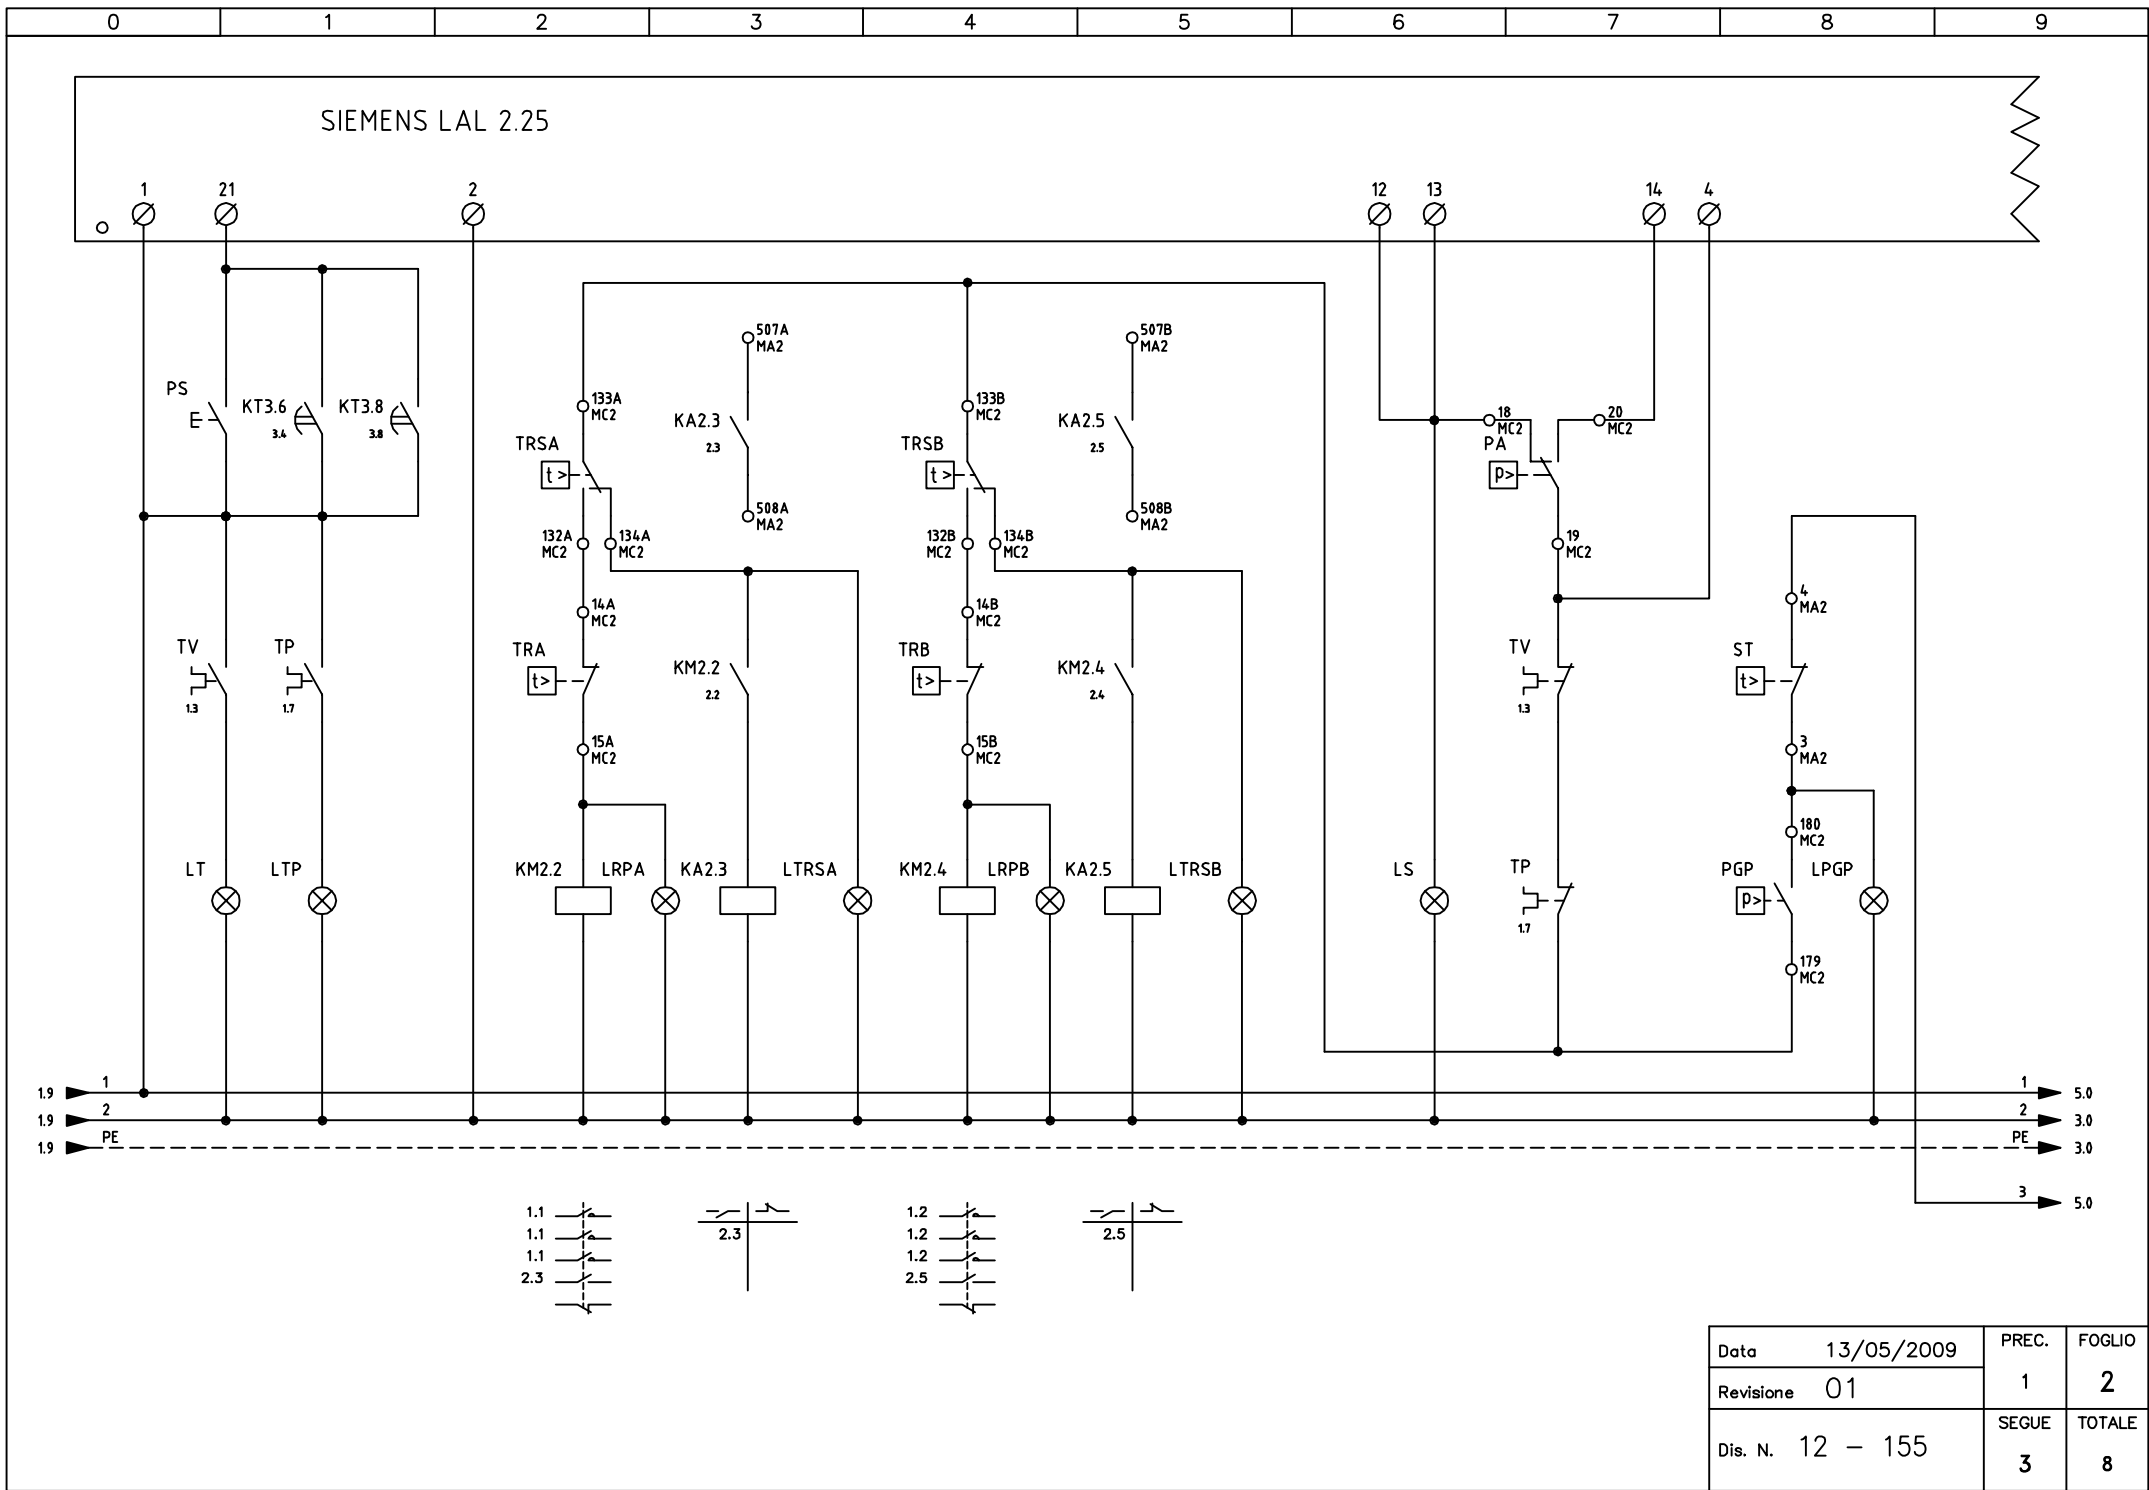 0 1 2 3 4 5 6 7 8 9
SIEMENS LAL 2.25
1 21 2 12 13 14 4
507A
MA2
507B
MA2
PS
KT3.6
3.4
KT3.8
3.8
133A
MC2
KA2.3
2.3
133B
MC2
KA2.5
2.5
18
MC2
20
MC2
TRSA
t>
TRSB
t>
PA
P>
508A
MA2
508B
MA2
132A
MC2
134A
MC2
132B
MC2
134B
MC2
19
MC2
14A
MC2
14B
MC2
4
MA2
TV
1.3
TP
1.7
TRA
t>
KM2.2
2.2
TRB
t>
KM2.4
2.4
TV
1.3
ST
t>
15A
MC2
15B
MC2
3
MA2
180
MC2
LT
LTP
KM2.2
LRPA
KA2.3
LTRSA
KM2.4
LRPB
KA2.5
LTRSB
LS
TP
1.7
PGP
P>
LPGP
179
MC2
1.9 1 1 5.0
1.9 2 2 3.0
1.9 PE PE 3.0
3 5.0
1.1
1.1
1.1
2.3
2.3
1.2
1.2
1.2
2.5
2.5
Data 13/05/2009
PREC.
1
FOGLIO
2
Revisione 01
Dis. N. 12 - 155
SEGUE
3
TOTALE
8